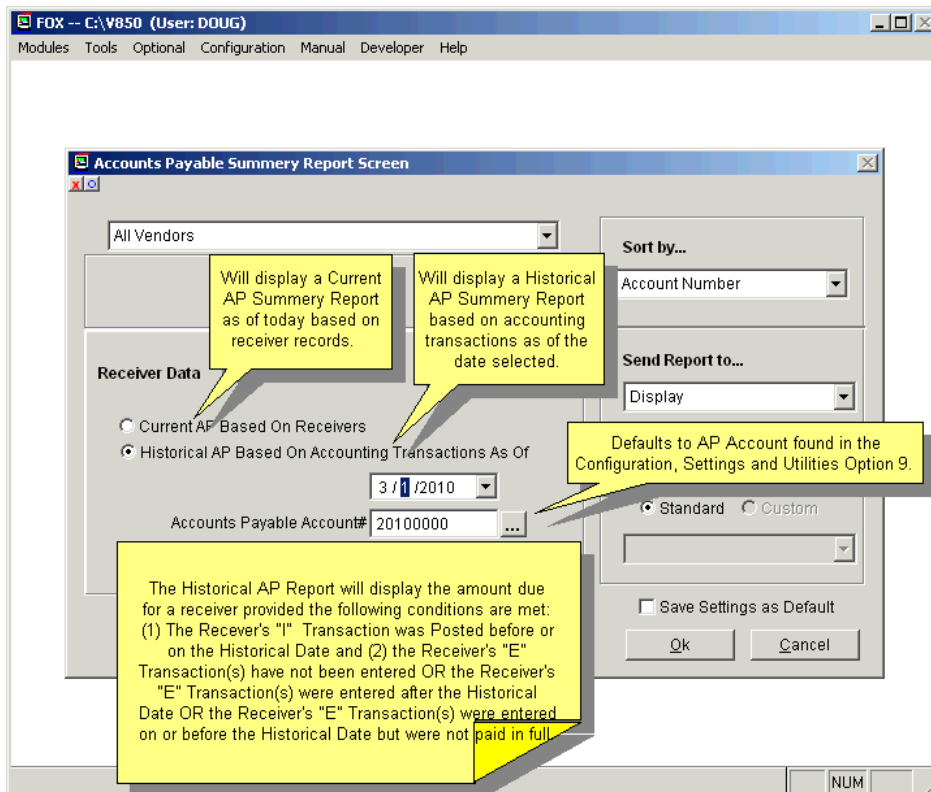 FOX -- C:\V850 (User: DOUG)
Modules Tools Optional Configuration Manual Developer Help
Accounts Payable Summery Report Screen
All Vendors
Will display a Current
AP Summery Report
as of today based on
receiver records.
Will display a Historical
AP Summery Report
based on accounting
transactions as of the
date selected.
Receiver Data
Current AP Based On Receivers
Historical AP Based On Accounting Transactions As Of
3 / 1 /2010
Accounts Payable Account# 20100000 ...
Sort by...
Account Number
Send Report to...
Display
Defaults to AP Account found in the
Configuration, Settings and Utilities Option 9.
Standard Custom
The Historical AP Report will display the amount due
for a receiver provided the following conditions are met:
(1) The Recever's "I" Transaction was Posted before or
on the Historical Date and (2) the Receiver's "E"
Transaction(s) have not been entered OR the Receiver's
"E" Transaction(s) were entered after the Historical
Date OR the Receiver's "E" Transaction(s) were entered
on or before the Historical Date but were not paid in full.
Save Settings as Default
Ok Cancel
NUM